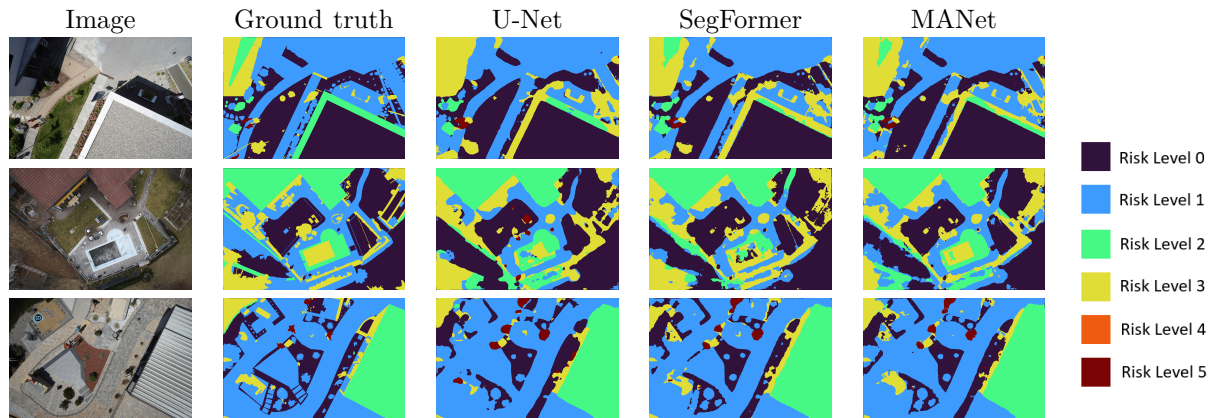 Image Ground truth U-Net SegFormer MANet
Risk Level 0
Risk Level 1
Risk Level 2
Risk Level 3
Risk Level 4
Risk Level 5